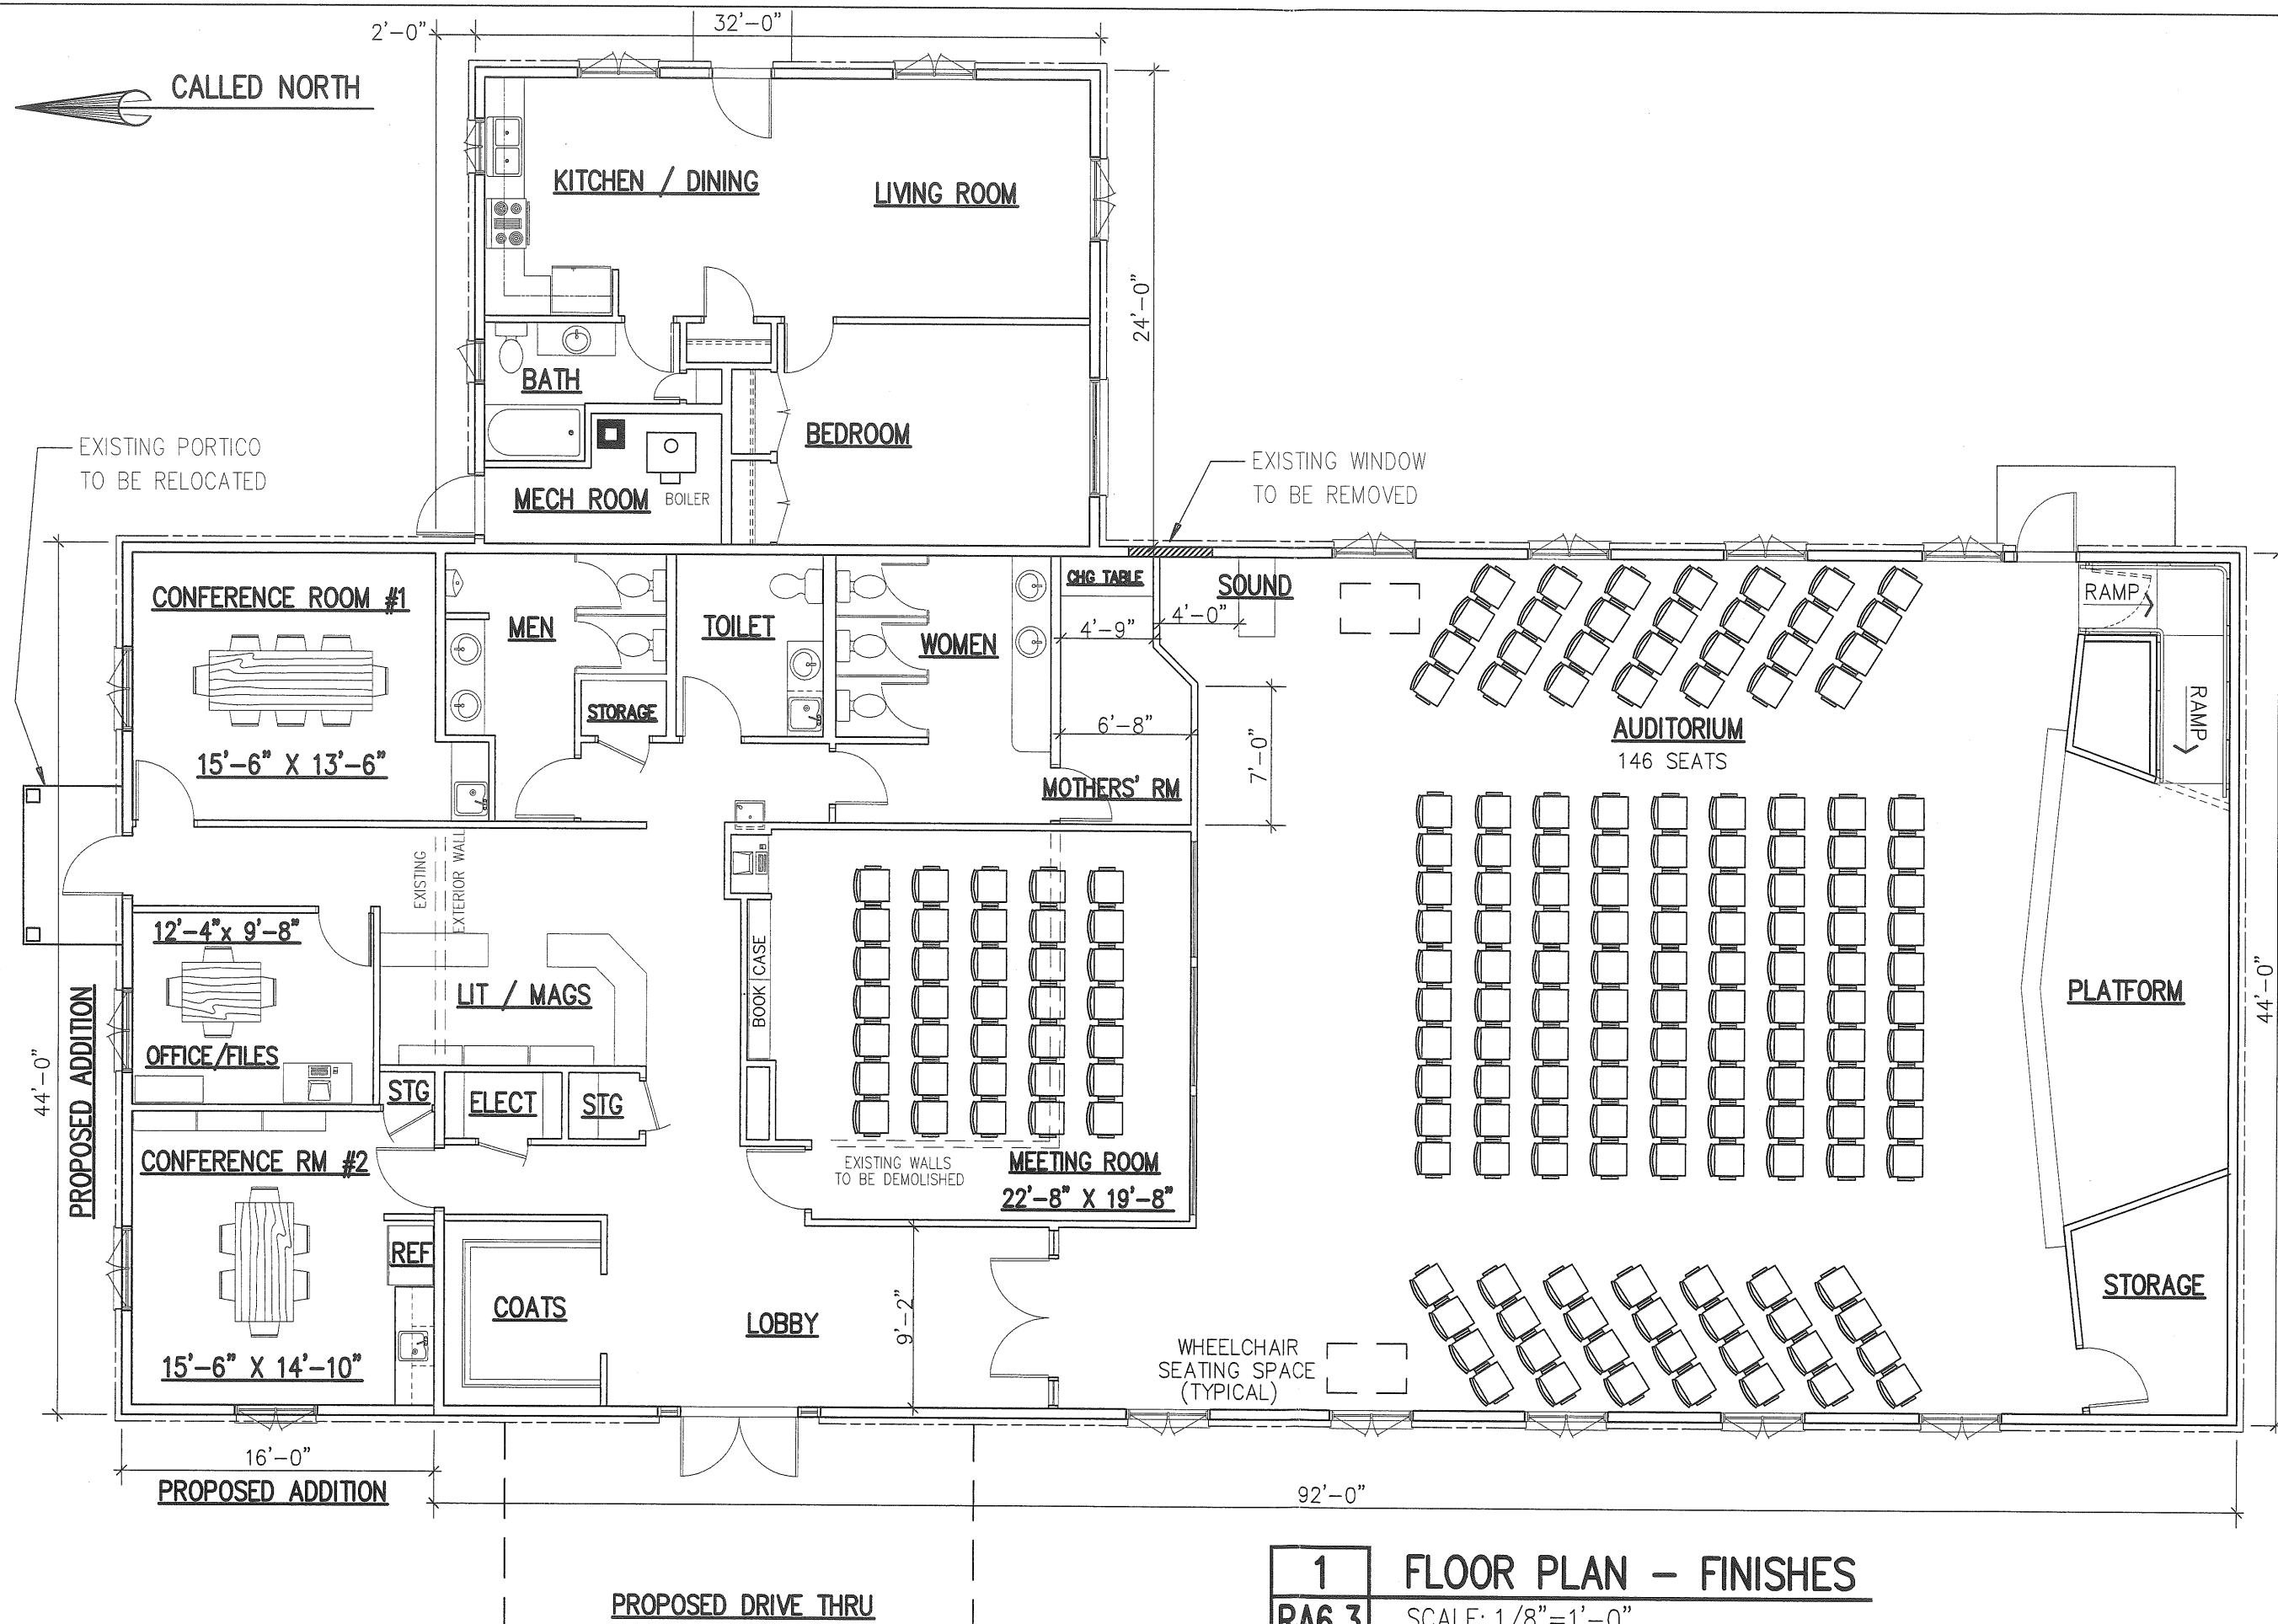 2'-0"
32'-0"
CALLED NORTH
KITCHEN / DINING
LIVING ROOM
24'-0"
BATH
BEDROOM
EXISTING PORTICO
TO BE RELOCATED
MECH ROOM
BOILER
EXISTING WINDOW
TO BE REMOVED
CONFERENCE ROOM #1
15'-6" X 13'-6"
MEN
STORAGE
TOILET
WOMEN
CHG TABLE
4'-9"
4'-0"
SOUND
6'-8"
7'-0"
MOTHERS' RM
AUDITORIUM
146 SEATS
RAMP
RAMP
EXISTING
EXTERIOR WALL
12'-4"x 9'-8"
OFFICE/FILES
LIT / MAGS
BOOK CASE
PLATFORM
44'-0"
44'-0"
PROPOSED ADDITION
STG
ELECT
STG
CONFERENCE RM #2
EXISTING WALLS
TO BE DEMOLISHED
MEETING ROOM
22'-8" X 19'-8"
REF
COATS
LOBBY
9'-2"
15'-6" X 14'-10"
WHEELCHAIR
SEATING SPACE
(TYPICAL)
STORAGE
16'-0"
PROPOSED ADDITION
92'-0"
PROPOSED DRIVE THRU
1
FLOOR PLAN – FINISHES
RA6.3
SCALE: 1/8"=1'-0"